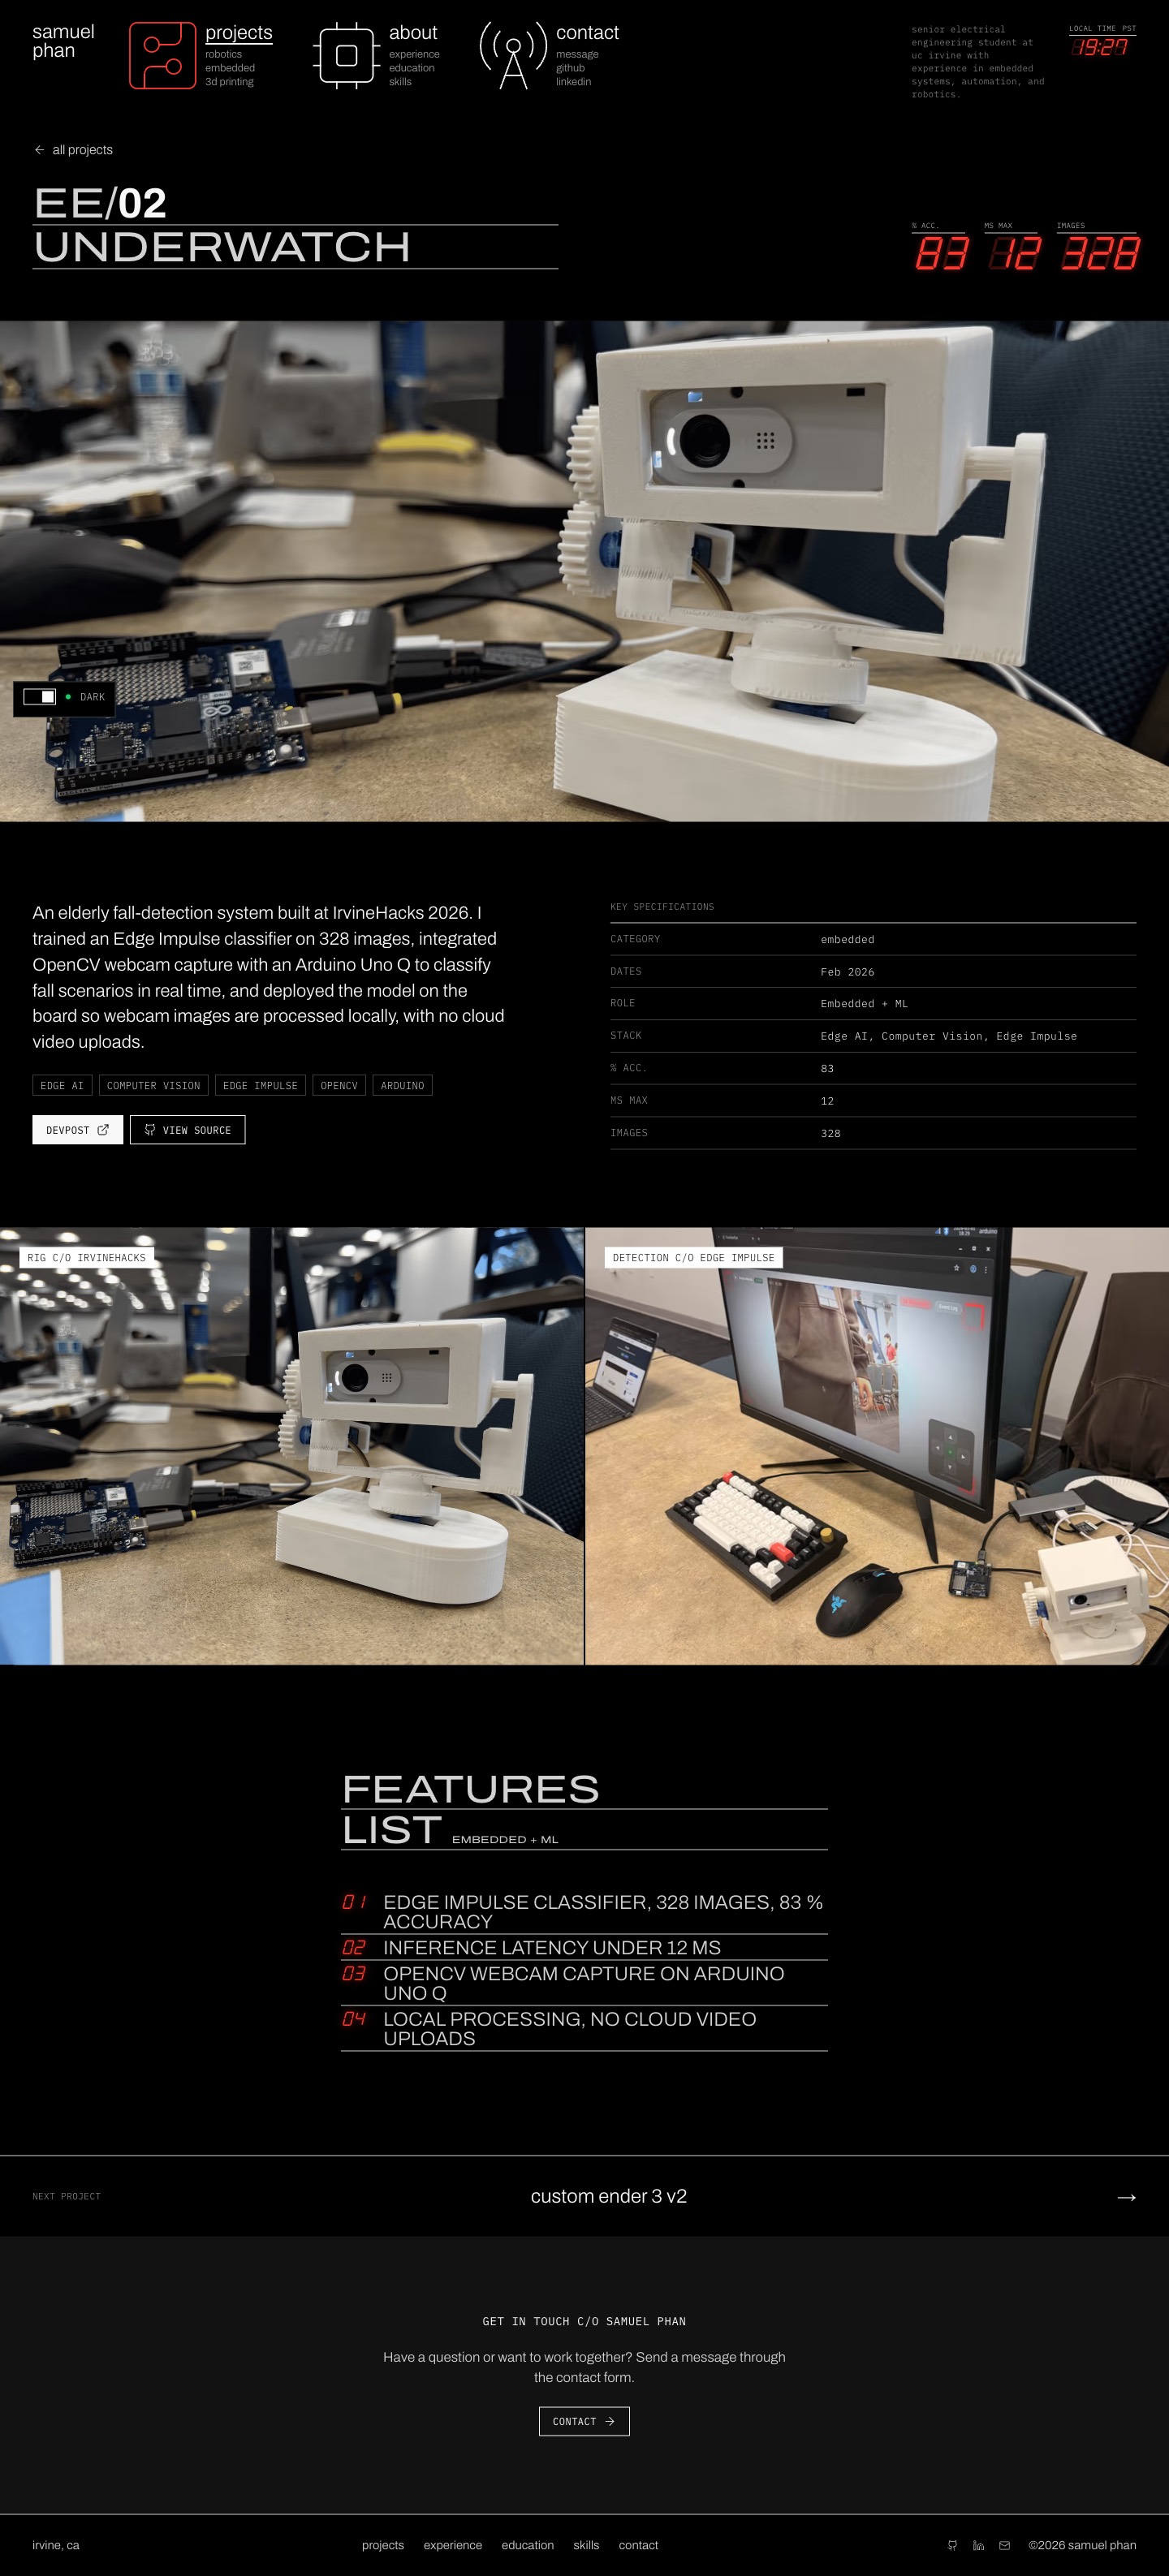 samuel
phan
projects
robotics
embedded
3d printing
about
experience
education
skills
contact
message
github
linkedin
senior electrical
engineering student at
uc irvine with
experience in embedded
systems, automation, and
robotics.
LOCAL TIME PST
19:27
← all projects
EE/02
UNDERWATCH
% ACC.
83
MS MAX
12
IMAGES
328
DARK
An elderly fall-detection system built at IrvineHacks 2026. I
trained an Edge Impulse classifier on 328 images, integrated
OpenCV webcam capture with an Arduino Uno Q to classify
fall scenarios in real time, and deployed the model on the
board so webcam images are processed locally, with no cloud
video uploads.
EDGE AI
COMPUTER VISION
EDGE IMPULSE
OPENCV
ARDUINO
DEVPOST
VIEW SOURCE
KEY SPECIFICATIONS
CATEGORY embedded
DATES Feb 2026
ROLE Embedded + ML
STACK Edge AI, Computer Vision, Edge Impulse
% ACC. 83
MS MAX 12
IMAGES 328
RIG C/O IRVINEHACKS
DETECTION C/O EDGE IMPULSE
FEATURES
LIST EMBEDDED + ML
01 EDGE IMPULSE CLASSIFIER, 328 IMAGES, 83 %
ACCURACY
02 INFERENCE LATENCY UNDER 12 MS
03 OPENCV WEBCAM CAPTURE ON ARDUINO
UNO Q
04 LOCAL PROCESSING, NO CLOUD VIDEO
UPLOADS
NEXT PROJECT
custom ender 3 v2
→
GET IN TOUCH C/O SAMUEL PHAN
Have a question or want to work together? Send a message through
the contact form.
CONTACT →
irvine, ca
projects
experience
education
skills
contact
©2026 samuel phan